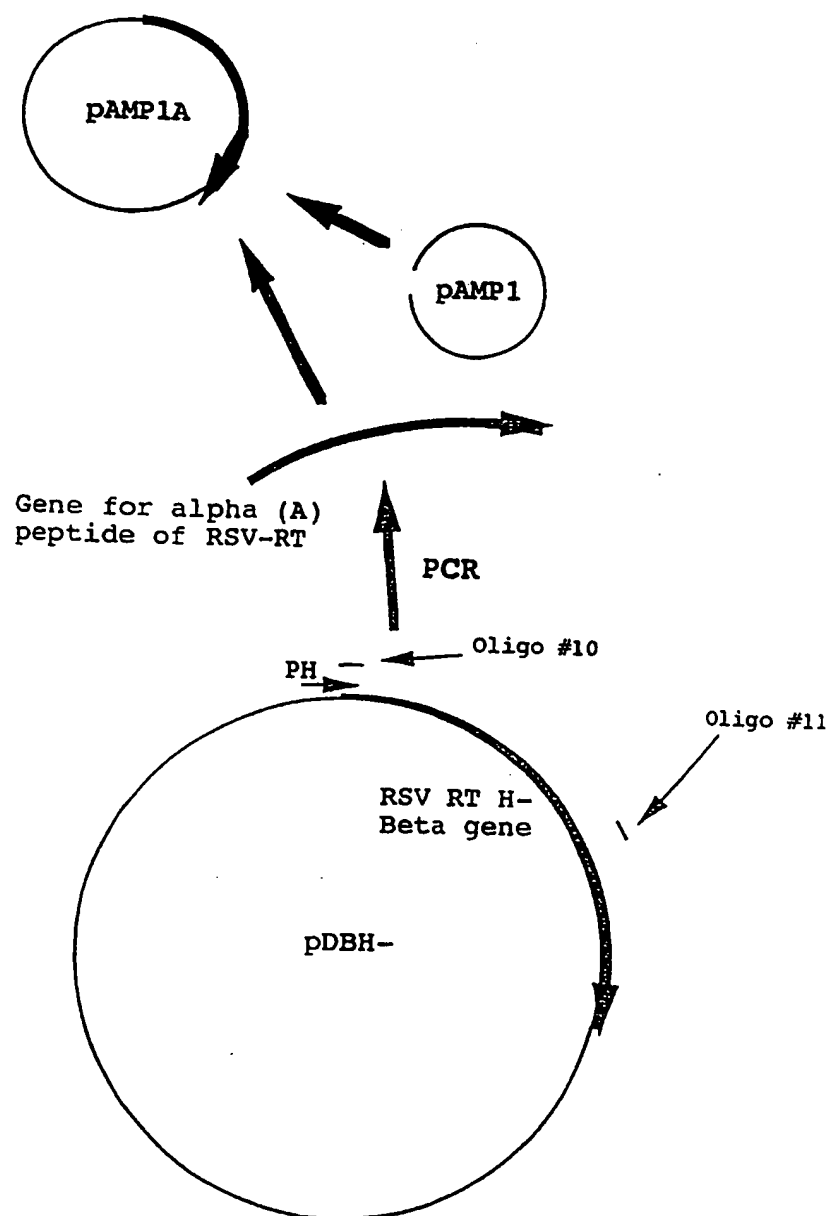 pAMP1A
pAMP1
Gene for alpha (A)
peptide of RSV-RT
PCR
Oligo #10
PH
Oligo #11
RSV RT H-
Beta gene
pDBH-